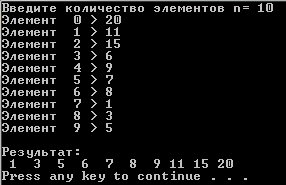 Введите количество элементов n= 10
Элемент  0 > 20
Элемент  1 > 11
Элемент  2 > 15
Элемент  3 > 6
Элемент  4 > 9
Элемент  5 > 7
Элемент  6 > 8
Элемент  7 > 1
Элемент  8 > 3
Элемент  9 > 5
Результат:
1  3  5  6  7  8  9 11 15 20
Press any key to continue . . .